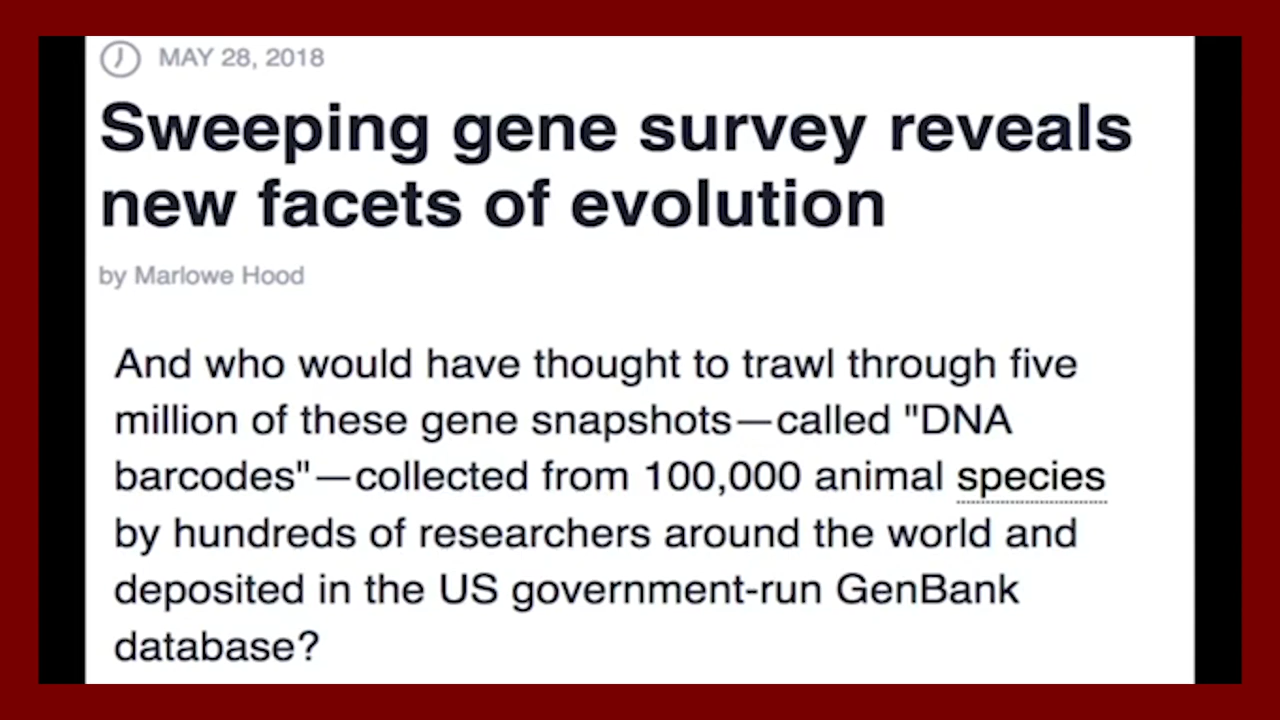 MAY 28, 2018
Sweeping gene survey reveals
new facets of evolution
by Marlowe Hood
And who would have thought to trawl through five
million of these gene snapshots—called "DNA
barcodes"—collected from 100,000 animal species
by hundreds of researchers around the world and
deposited in the US government-run GenBank
database?